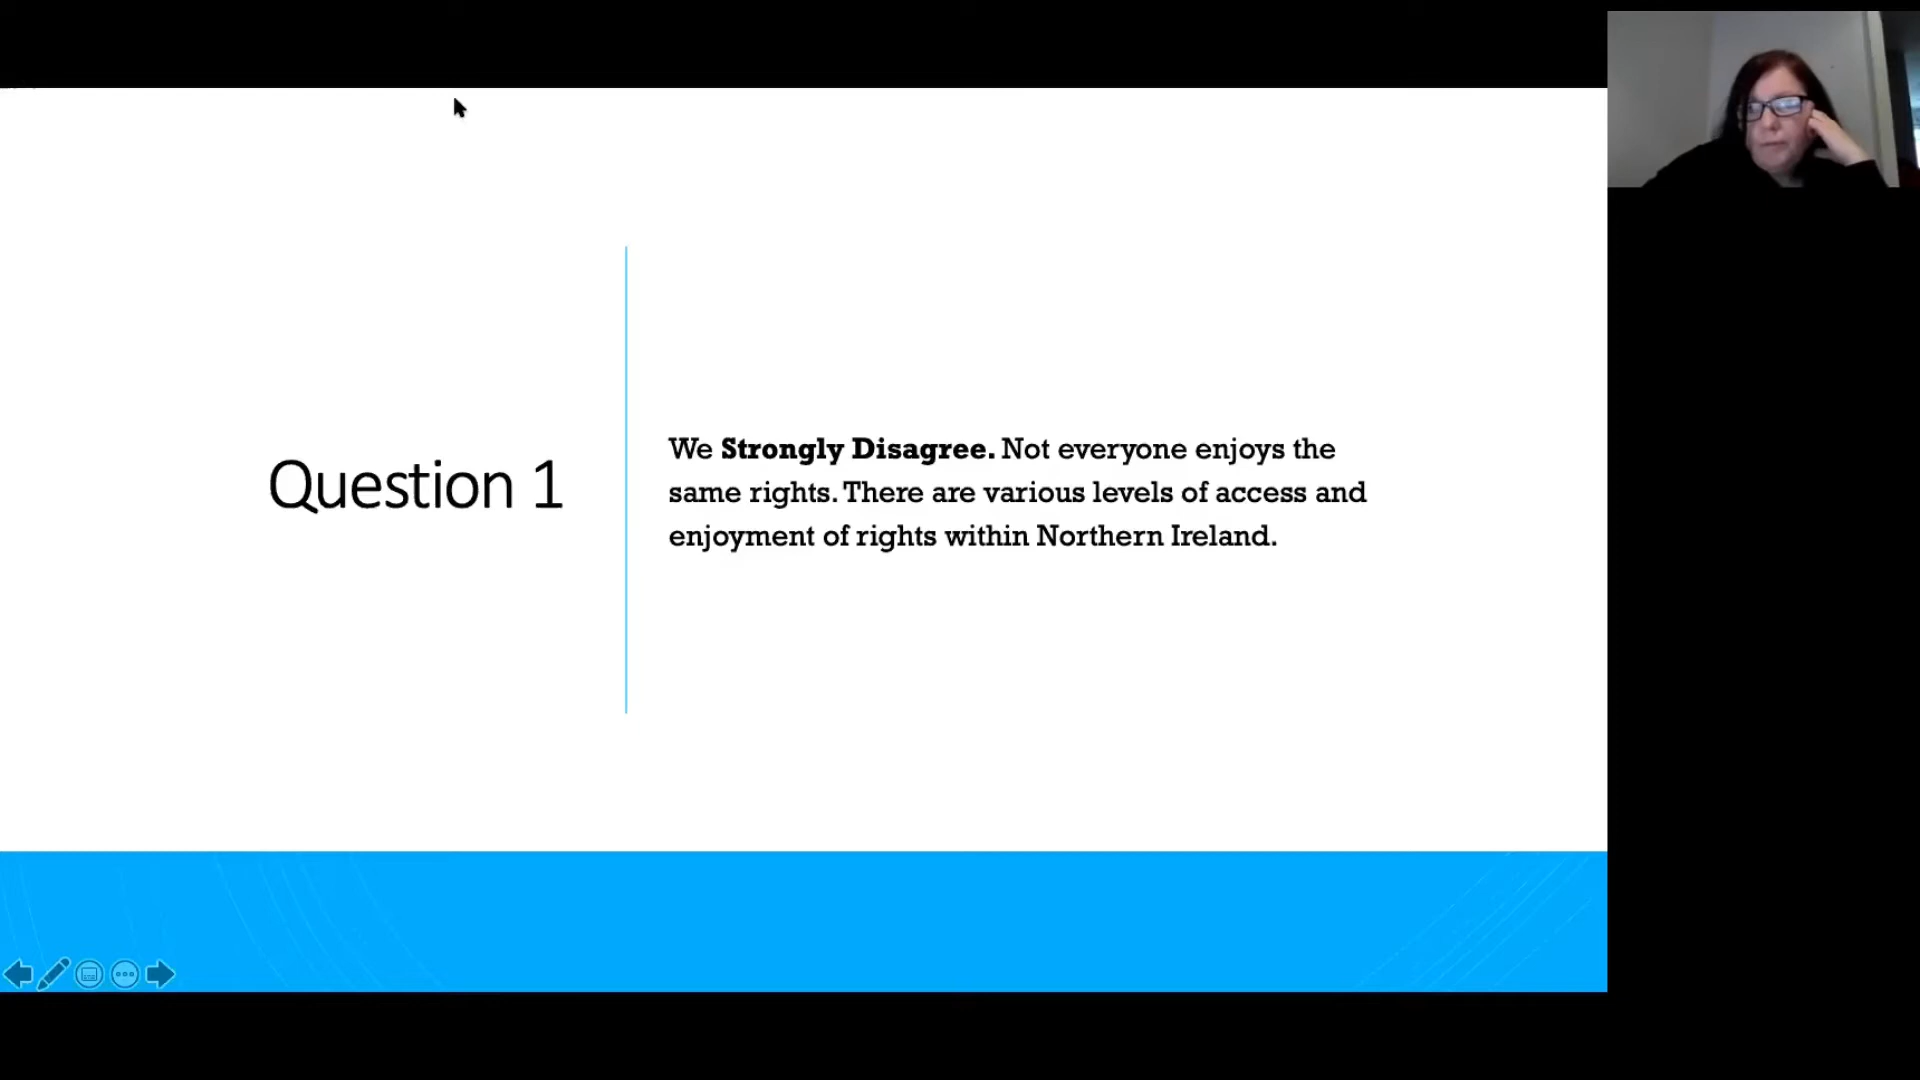 Question 1
We Strongly Disagree. Not everyone enjoys the
same rights. There are various levels of access and
enjoyment of rights within Northern Ireland.